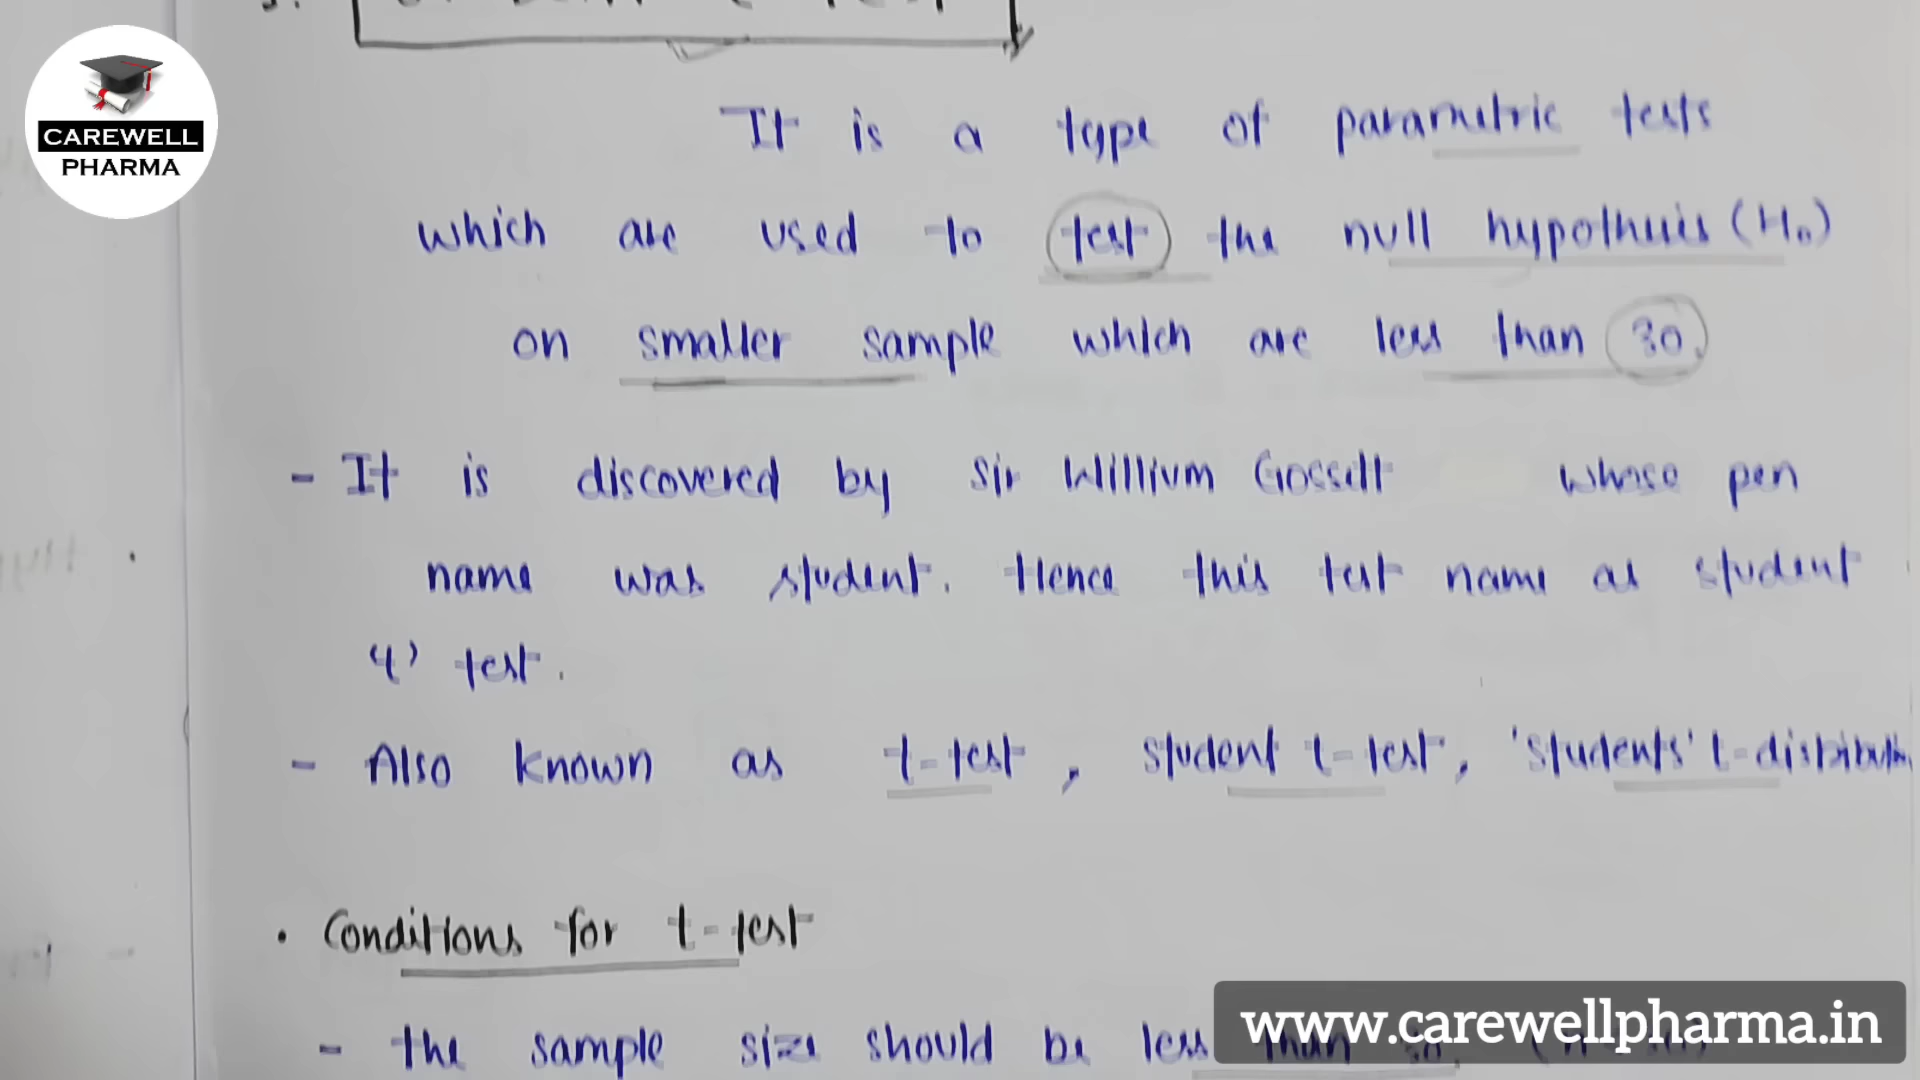 CAREWELL
PHARMA
It is a type of parametric tests
which are used to test the null hypothesis (H₀)
on smaller sample which are less than 30.
- It is discovered by Sir Willium Gossett whose pen
name was student. Hence this test name as student
't' test.
- Also known as t-test, student t-test, 'students' t-distribution
• Conditions for t-test
- the sample size should be less than
www.carewellpharma.in